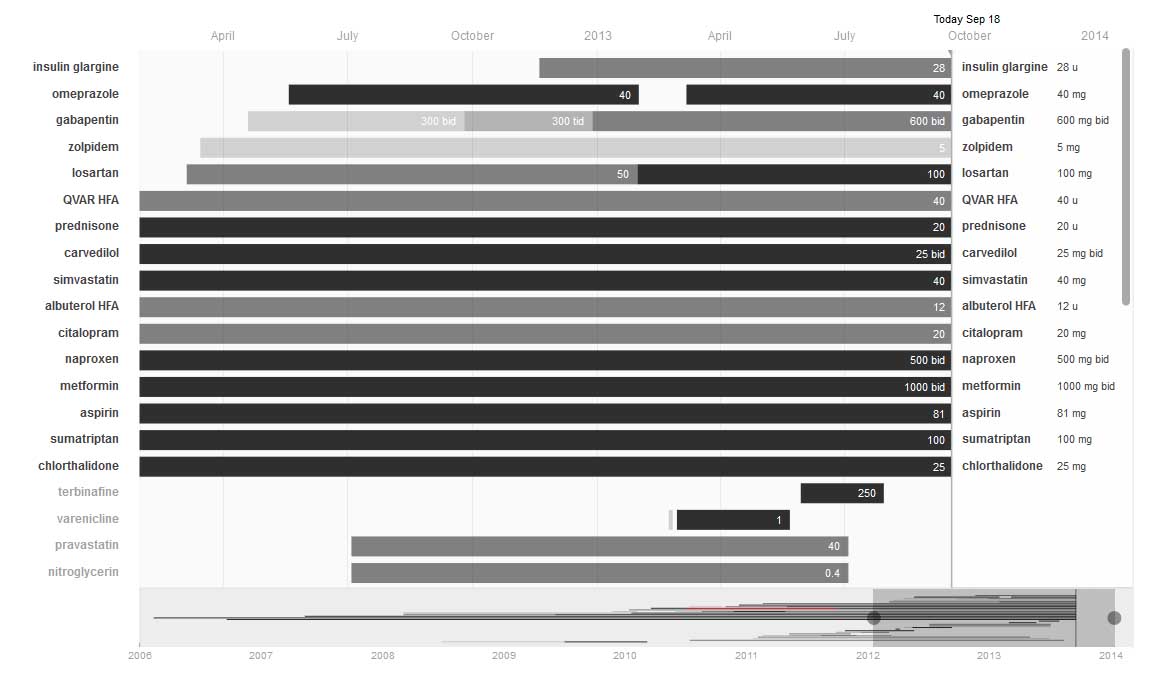 Today Sep 18
April July October 2013 April July October 2014
insulin glargine 28 insulin glargine 28 u
omeprazole 40 40 omeprazole 40 mg
gabapentin 300 bid 300 tid 600 bid gabapentin 600 mg bid
zolpidem 5 zolpidem 5 mg
losartan 50 100 losartan 100 mg
QVAR HFA 40 QVAR HFA 40 u
prednisone 20 prednisone 20 u
carvedilol 25 bid carvedilol 25 mg bid
simvastatin 40 simvastatin 40 mg
albuterol HFA 12 albuterol HFA 12 u
citalopram 20 citalopram 20 mg
naproxen 500 bid naproxen 500 mg bid
metformin 1000 bid metformin 1000 mg bid
aspirin 81 aspirin 81 mg
sumatriptan 100 sumatriptan 100 mg
chlorthalidone 25 chlorthalidone 25 mg
terbinafine 250
varenicline 1
pravastatin 40
nitroglycerin 0.4
2006 2007 2008 2009 2010 2011 2012 2013 2014